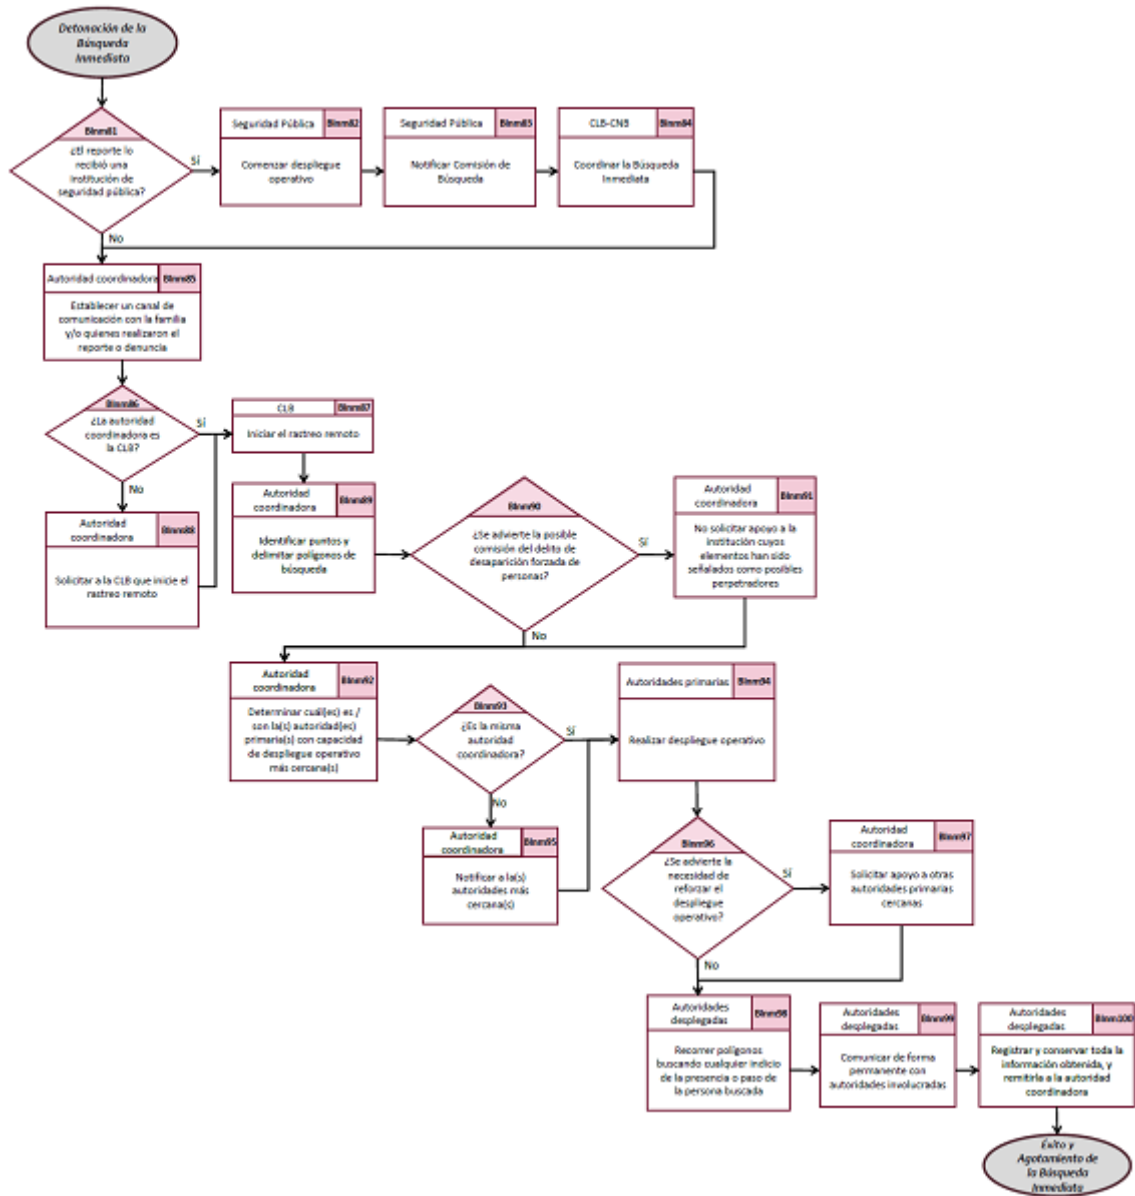 Detonación de la
Búsqueda
Inmediata
BInm81
¿El reporte lo
recibió una
institución de
seguridad pública?
Sí
No
Seguridad Pública
BInm82
Comenzar despliegue
operativo
Seguridad Pública
BInm83
Notificar Comisión de
Búsqueda
CLB-CNB
BInm84
Coordinar la Búsqueda
Inmediata
Autoridad coordinadora
BInm85
Establecer un canal de
comunicación con la familia
y/o quienes realizaron el
reporte o denuncia
BInm86
¿La autoridad
coordinadora es
la CLB?
Sí
No
CLB
BInm87
Iniciar el rastreo remoto
Autoridad
coordinadora
BInm88
Solicitar a la CLB que inicie el
rastreo remoto
Autoridad
coordinadora
BInm89
Identificar puntos y
delimitar polígonos de
búsqueda
BInm90
¿Se advierte la posible
comisión del delito de
desaparición forzada de
personas?
Sí
No
Autoridad
coordinadora
BInm91
No solicitar apoyo a la
institución cuyos
elementos han sido
señalados como posibles
perpetradores
Autoridad
coordinadora
BInm92
Determinar cuál(es) es /
son la(s) autoridad(es)
primaria(s) con capacidad
de despliegue operativo
más cercana(s)
BInm93
¿Es la misma
autoridad
coordinadora?
Sí
No
Autoridades primarias
BInm94
Realizar despliegue operativo
Autoridad
coordinadora
BInm95
Notificar a la(s)
autoridades más
cercana(s)
BInm96
¿Se advierte la
necesidad de
reforzar el
despliegue
operativo?
Sí
No
Autoridad
coordinadora
BInm97
Solicitar apoyo a otras
autoridades primarias
cercanas
Autoridades
desplegadas
BInm98
Recorrer polígonos
buscando cualquier indicio
de la presencia o paso de
la persona buscada
Autoridades
desplegadas
BInm99
Comunicar de forma
permanente con
autoridades involucradas
Autoridades
desplegadas
BInm100
Registrar y conservar toda la
información obtenida, y
remitirla a la autoridad
coordinadora
Éxito y
Agotamiento de
la Búsqueda
Inmediata